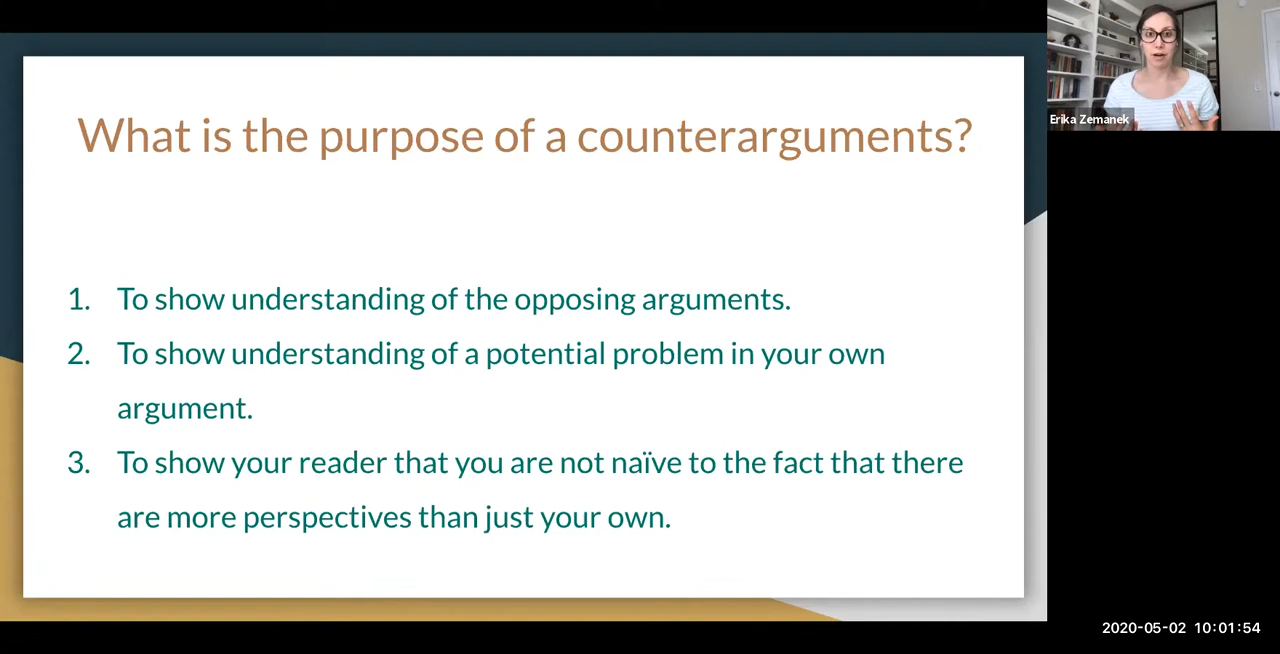 What is the purpose of a counterarguments?
1. To show understanding of the opposing arguments.
2. To show understanding of a potential problem in your own
argument.
3. To show your reader that you are not naïve to the fact that there
are more perspectives than just your own.
Erika Zemanek
2020-05-02 10:01:54